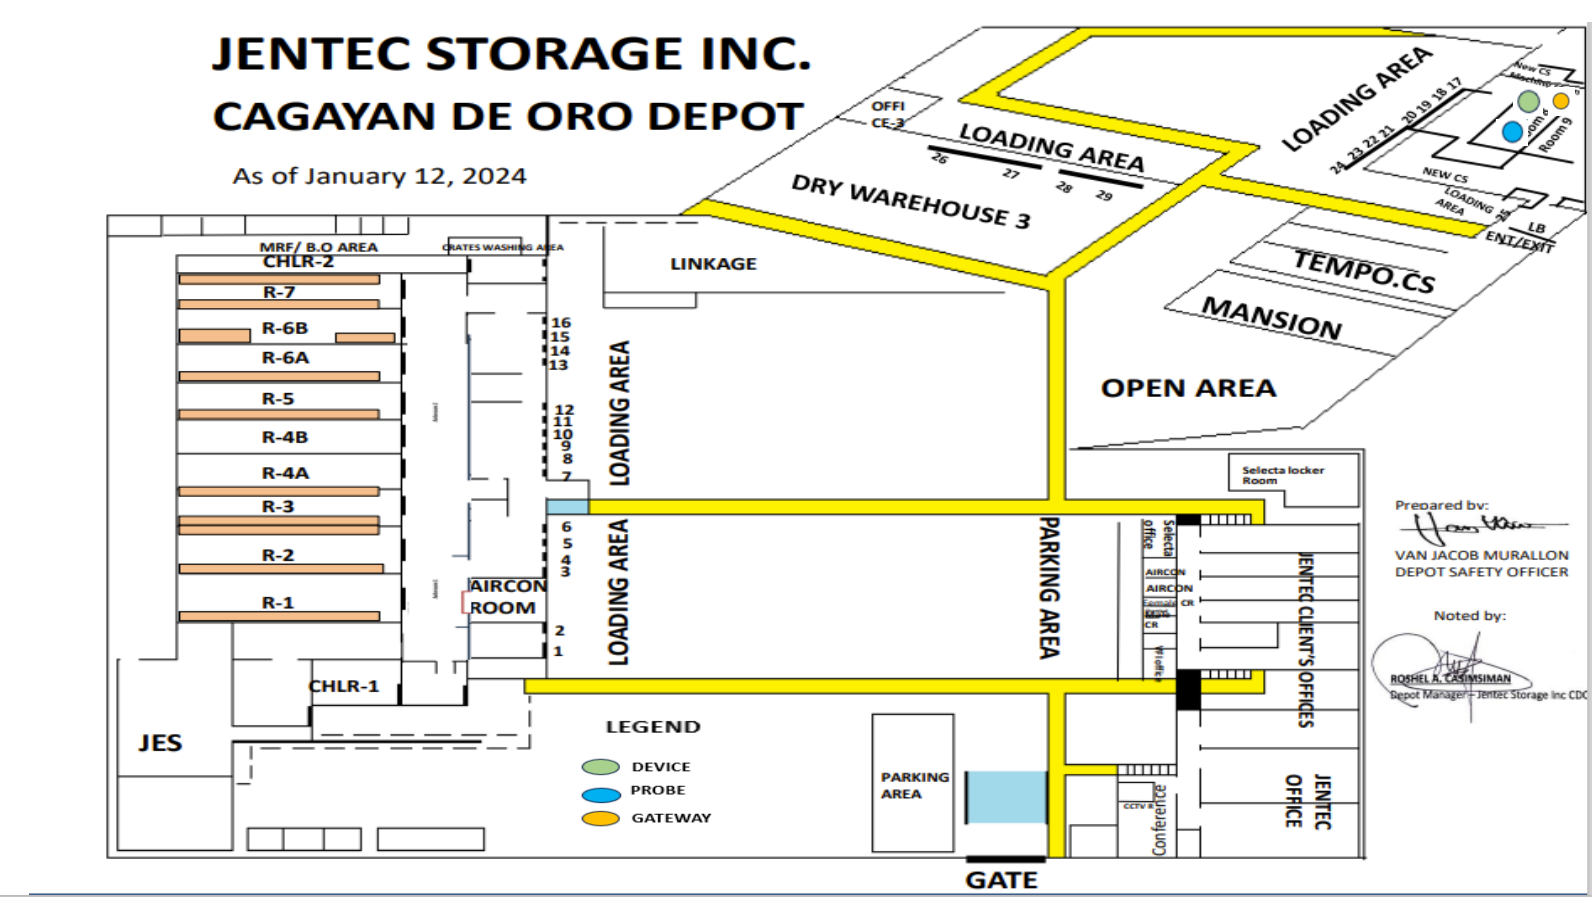 JENTEC STORAGE INC.
CAGAYAN DE ORO DEPOT
As of January 12, 2024
OFFI
CE-3
LOADING AREA
26
27
28
29
DRY WAREHOUSE 3
LOADING AREA
24 23 22 21 20 19 18 17
New CS
Room 9
NEW CS
LOADING
AREA
25
LB
ENT/EXIT
TEMPO.CS
MANSION
OPEN AREA
LINKAGE
MRF/ B.O AREA
CRATES WASHING AREA
CHLR-2
R-7
R-6B
R-6A
R-5
R-4B
R-4A
R-3
R-2
R-1
16
15
14
13
12
11
10
9
8
7
LOADING AREA
6
5
4
3
2
1
LOADING AREA
AIRCON
ROOM
CHLR-1
JES
LEGEND
DEVICE
PROBE
GATEWAY
PARKING
AREA
GATE
PARKING AREA
Selecta
office
AIRCON
AIRCON
Female CR
CR
office
CCTV R
Conference
Selecta locker
Room
JENTEC CLIENT'S OFFICES
JENTEC
OFFICE
Prepared by:
VAN JACOB MURALLON
DEPOT SAFETY OFFICER
Noted by:
ROSHEL A. CASIMSIMAN
Depot Manager – Jentec Storage Inc CDO